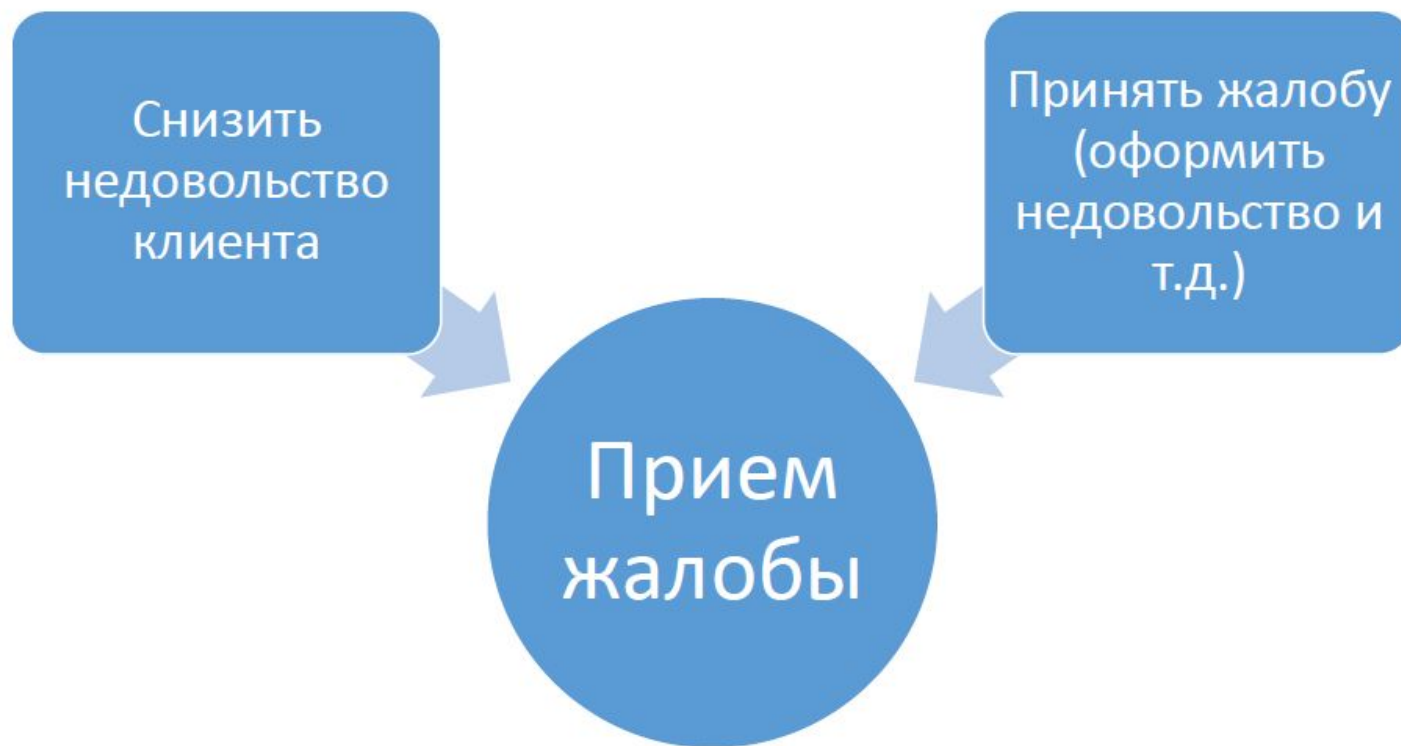 Снизить
недовольство
клиента
Принять жалобу
(оформить
недовольство и
т.д.)
Прием
жалобы